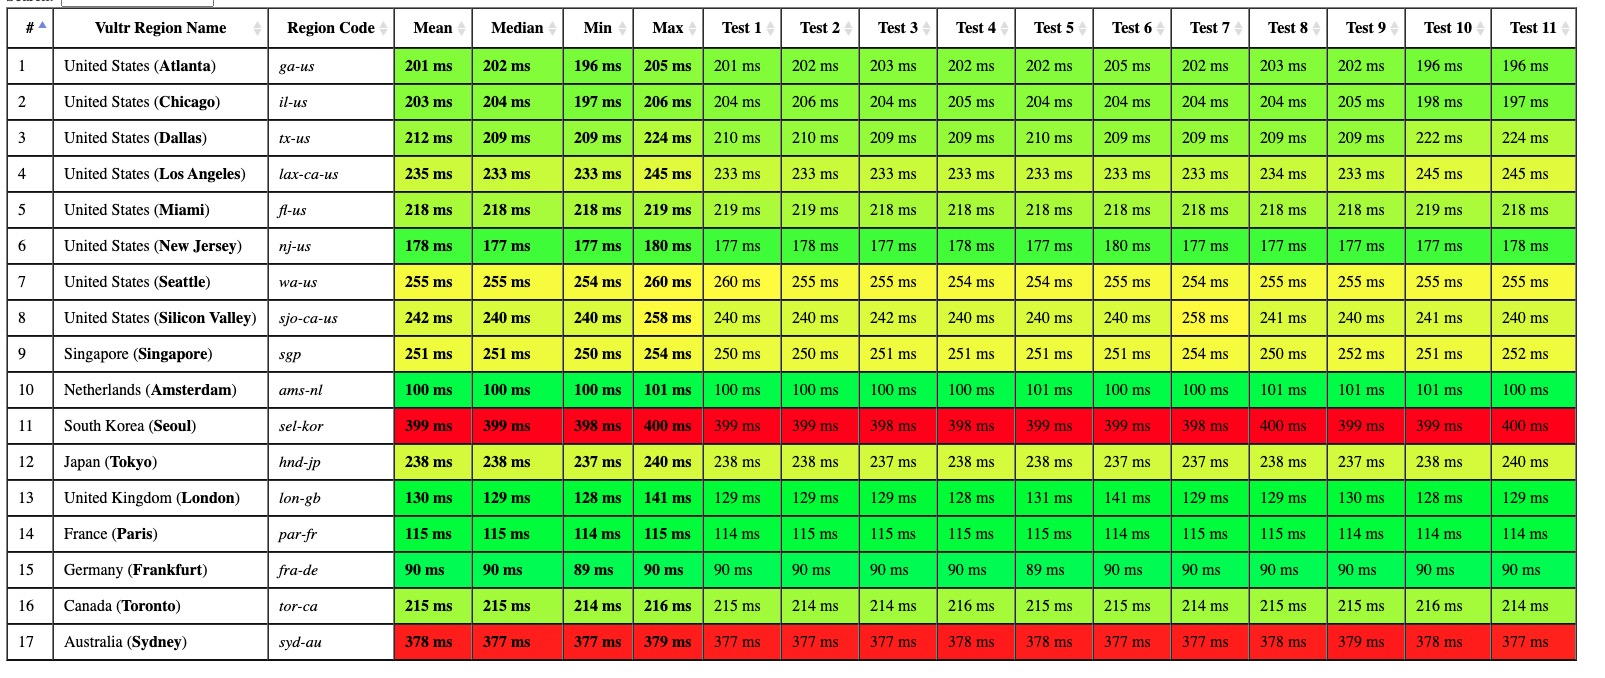 # Vultr Region Name Region Code Mean Median Min Max Test 1 Test 2 Test 3 Test 4 Test 5 Test 6 Test 7 Test 8 Test 9 Test 10 Test 11
1 United States (Atlanta) ga-us 201 ms 202 ms 196 ms 205 ms 201 ms 202 ms 203 ms 202 ms 202 ms 205 ms 202 ms 203 ms 202 ms 196 ms 196 ms
2 United States (Chicago) il-us 203 ms 204 ms 197 ms 206 ms 204 ms 206 ms 204 ms 205 ms 204 ms 204 ms 204 ms 204 ms 205 ms 198 ms 197 ms
3 United States (Dallas) tx-us 212 ms 209 ms 209 ms 224 ms 210 ms 210 ms 209 ms 209 ms 210 ms 209 ms 209 ms 209 ms 209 ms 222 ms 224 ms
4 United States (Los Angeles) lax-ca-us 235 ms 233 ms 233 ms 245 ms 233 ms 233 ms 233 ms 233 ms 233 ms 233 ms 233 ms 234 ms 233 ms 245 ms 245 ms
5 United States (Miami) fl-us 218 ms 218 ms 218 ms 219 ms 219 ms 219 ms 218 ms 218 ms 218 ms 218 ms 218 ms 218 ms 218 ms 219 ms 218 ms
6 United States (New Jersey) nj-us 178 ms 177 ms 177 ms 180 ms 177 ms 178 ms 177 ms 178 ms 177 ms 180 ms 177 ms 177 ms 177 ms 177 ms 178 ms
7 United States (Seattle) wa-us 255 ms 255 ms 254 ms 260 ms 260 ms 255 ms 255 ms 254 ms 254 ms 255 ms 254 ms 255 ms 255 ms 255 ms 255 ms
8 United States (Silicon Valley) sjo-ca-us 242 ms 240 ms 240 ms 258 ms 240 ms 240 ms 242 ms 240 ms 240 ms 240 ms 258 ms 241 ms 240 ms 241 ms 240 ms
9 Singapore (Singapore) sgp 251 ms 251 ms 250 ms 254 ms 250 ms 250 ms 251 ms 251 ms 251 ms 251 ms 254 ms 250 ms 252 ms 251 ms 252 ms
10 Netherlands (Amsterdam) ams-nl 100 ms 100 ms 100 ms 101 ms 100 ms 100 ms 100 ms 100 ms 101 ms 100 ms 100 ms 101 ms 101 ms 101 ms 100 ms
11 South Korea (Seoul) sel-kor 399 ms 399 ms 398 ms 400 ms 399 ms 399 ms 398 ms 398 ms 399 ms 399 ms 398 ms 400 ms 399 ms 399 ms 400 ms
12 Japan (Tokyo) hnd-jp 238 ms 238 ms 237 ms 240 ms 238 ms 238 ms 237 ms 238 ms 238 ms 237 ms 237 ms 238 ms 237 ms 238 ms 240 ms
13 United Kingdom (London) lon-gb 130 ms 129 ms 128 ms 141 ms 129 ms 129 ms 129 ms 128 ms 131 ms 141 ms 129 ms 129 ms 130 ms 128 ms 129 ms
14 France (Paris) par-fr 115 ms 115 ms 114 ms 115 ms 114 ms 115 ms 115 ms 115 ms 115 ms 114 ms 115 ms 115 ms 114 ms 114 ms 114 ms
15 Germany (Frankfurt) fra-de 90 ms 90 ms 89 ms 90 ms 90 ms 90 ms 90 ms 90 ms 89 ms 90 ms 90 ms 90 ms 90 ms 90 ms 90 ms
16 Canada (Toronto) tor-ca 215 ms 215 ms 214 ms 216 ms 215 ms 214 ms 214 ms 216 ms 215 ms 215 ms 214 ms 215 ms 215 ms 216 ms 214 ms
17 Australia (Sydney) syd-au 378 ms 377 ms 377 ms 379 ms 377 ms 377 ms 377 ms 378 ms 378 ms 377 ms 377 ms 378 ms 379 ms 378 ms 377 ms